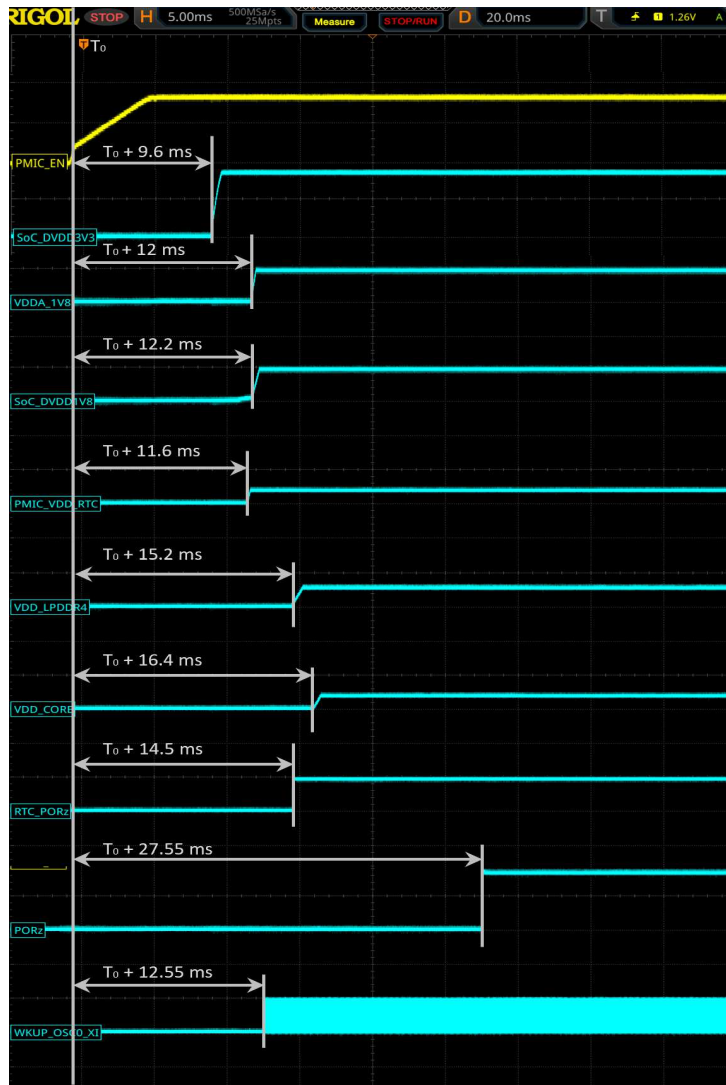 RIGOL STOP H 5.00ms 500MSa/s 25Mpts Measure STOP/RUN D 20.0ms T 1 1.26V A
T T₀
PMIC_EN
T₀ + 9.6 ms
SoC_DVDD3V3
T₀ + 12 ms
VDDA_1V8
T₀ + 12.2 ms
SoC_DVDD1V8
T₀ + 11.6 ms
PMIC_VDD_RTC
T₀ + 15.2 ms
VDD_LPDDR4
T₀ + 16.4 ms
VDD_CORE
T₀ + 14.5 ms
RTC_PORz
T₀ + 27.55 ms
PORz
T₀ + 12.55 ms
WKUP_OSC0_XI